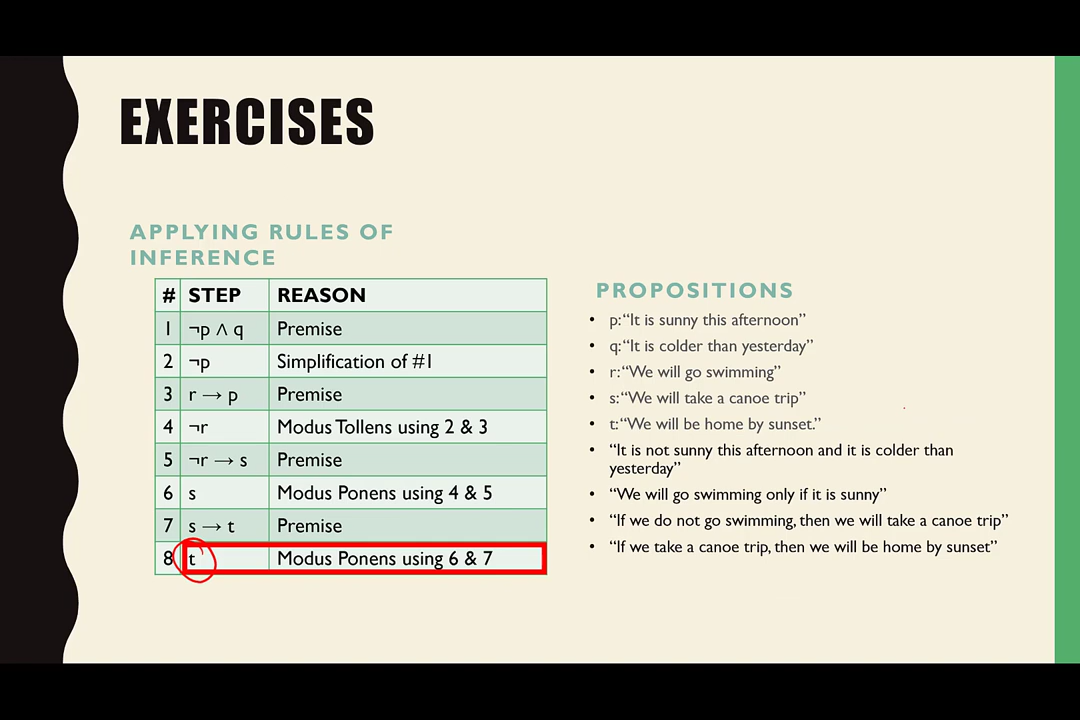 EXERCISES
APPLYING RULES OF
INFERENCE
# STEP REASON
1 ¬p ∧ q Premise
2 ¬p Simplification of #1
3 r → p Premise
4 ¬r Modus Tollens using 2 & 3
5 ¬r → s Premise
6 s Modus Ponens using 4 & 5
7 s → t Premise
8 t Modus Ponens using 6 & 7
PROPOSITIONS
• p:“It is sunny this afternoon”
• q:“It is colder than yesterday”
• r:“We will go swimming”
• s:“We will take a canoe trip”
• t:“We will be home by sunset.”
• “It is not sunny this afternoon and it is colder than
yesterday”
• “We will go swimming only if it is sunny”
• “If we do not go swimming, then we will take a canoe trip”
• “If we take a canoe trip, then we will be home by sunset”